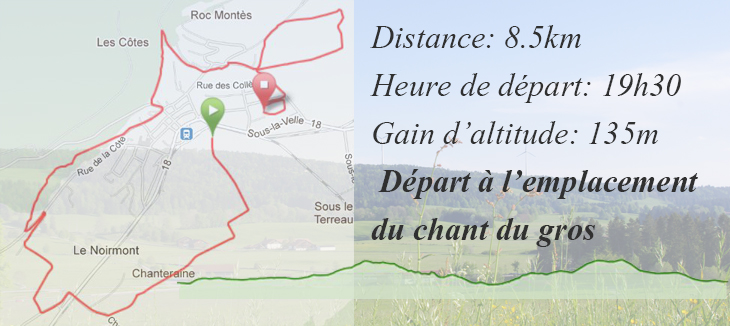 Roc Montès
Les Côtes
Rue des Collè
Sous-la-Velle
18
Rue de la Côte
18
Sous le
Terreau
Le Noirmont
Chanteraine
Distance: 8.5km
Heure de départ: 19h30
Gain d’altitude: 135m
Départ à l’emplacement
du chant du gros